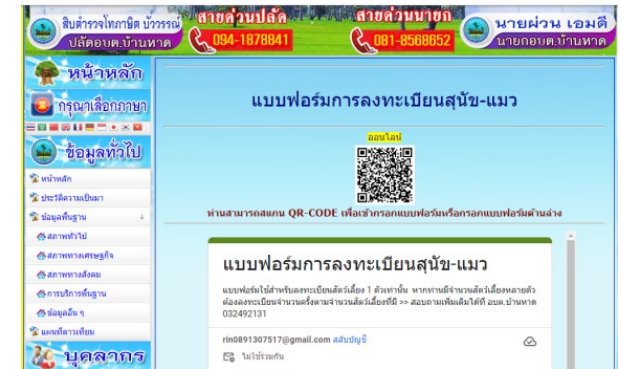 สิบตำรวจโทภาษิต บัวารรณ์
ปลัดอบต.บ้านหาด
สายด่วนปลัด
094-1878841
สายด่วนนายก
081-8568652
นายผ่วน เอมดี
นายกอบต.บ้านหาด
หน้าหลัก
กรุณาเลือกภาษา
ข้อมูลทั่วไป
หน้าหลัก
ประวัติความเป็นมา
ข้อมูลพื้นฐาน
สภาพทั่วไป
สภาพทางเศรษฐกิจ
สภาพทางสังคม
การบริการพื้นฐาน
ข้อมูลอื่น ๆ
แผนที่ดาวเทียม
บุคลากร
แบบฟอร์มการลงทะเบียนสุนัข-แมว
ออนไลน์
ท่านสามารถสแกน QR-CODE เพื่อเข้ากรอกแบบฟอร์มหรือกรอกแบบฟอร์มด้านล่าง
แบบฟอร์มการลงทะเบียนสุนัข-แมว
แบบฟอร์มใช้สำหรับลงทะเบียนสัตว์เลี้ยง 1 ตัวเท่านั้น หากท่านมีจำนวนสัตว์เลี้ยงหลายตัว
ต้องลงทะเบียนจำนวนครั้งตามจำนวนสัตว์เลี้ยงที่มี >> สอบถามเพิ่มเติมได้ที่ อบต.บ้านหาด
032492131
rin0891307517@gmail.com สลับบัญชี
ไม่ใช้ร่วมกัน